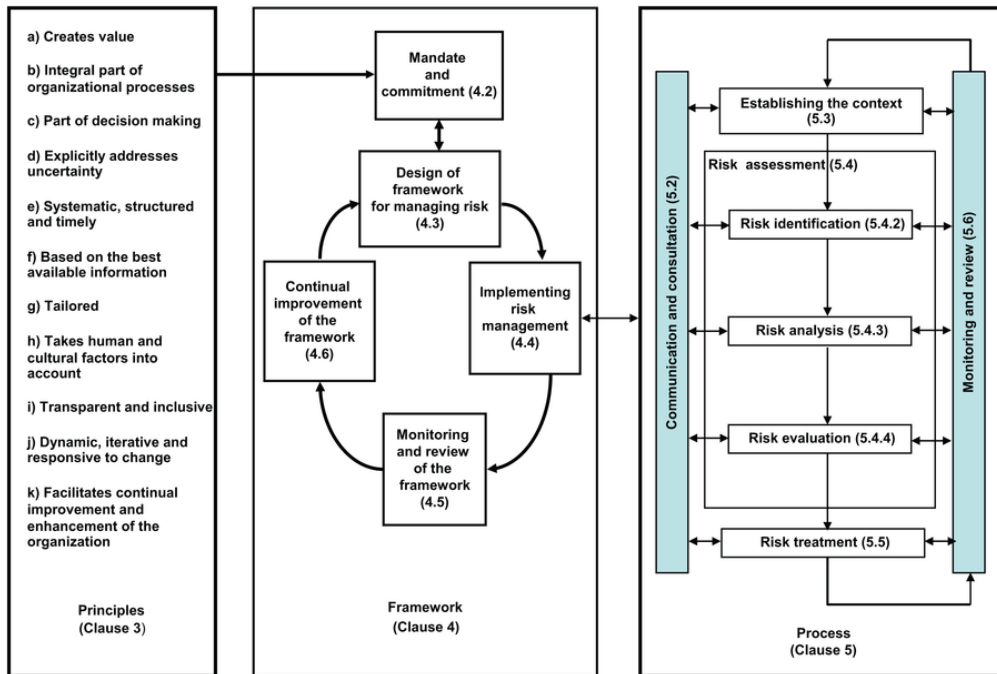 a) Creates value
b) Integral part of
organizational processes
c) Part of decision making
d) Explicitly addresses
uncertainty
e) Systematic, structured
and timely
f) Based on the best
available information
g) Tailored
h) Takes human and
cultural factors into
account
i) Transparent and inclusive
j) Dynamic, iterative and
responsive to change
k) Facilitates continual
improvement and
enhancement of the
organization
Principles
(Clause 3)
Mandate
and
commitment (4.2)
Design of
framework
for managing risk
(4.3)
Continual
improvement
of the
framework
(4.6)
Implementing
risk
management
(4.4)
Monitoring
and review
of the
framework
(4.5)
Framework
(Clause 4)
Communication and consultation (5.2)
Establishing the context
(5.3)
Risk assessment (5.4)
Risk identification (5.4.2)
Risk analysis (5.4.3)
Risk evaluation (5.4.4)
Risk treatment (5.5)
Monitoring and review (5.6)
Process
(Clause 5)